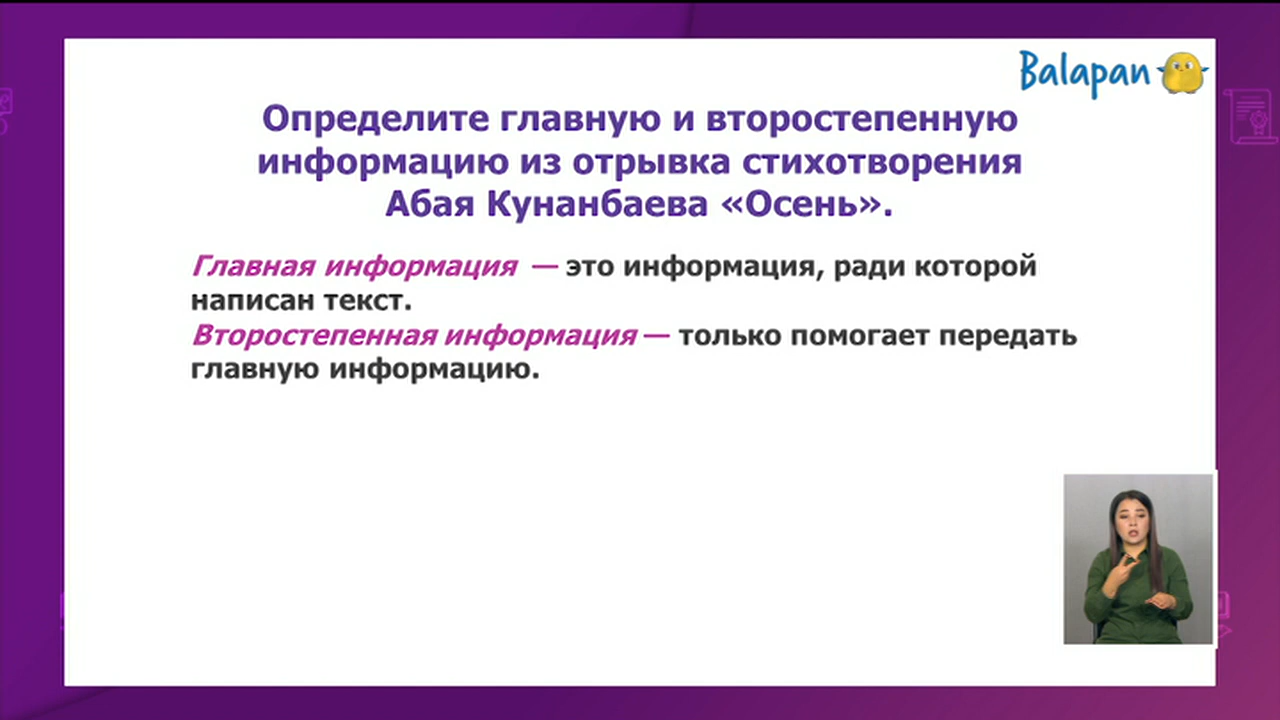 Balapan
Определите главную и второстепенную
информацию из отрывка стихотворения
Абая Кунанбаева «Осень».
Главная информация — это информация, ради которой
написан текст.
Второстепенная информация — только помогает передать
главную информацию.